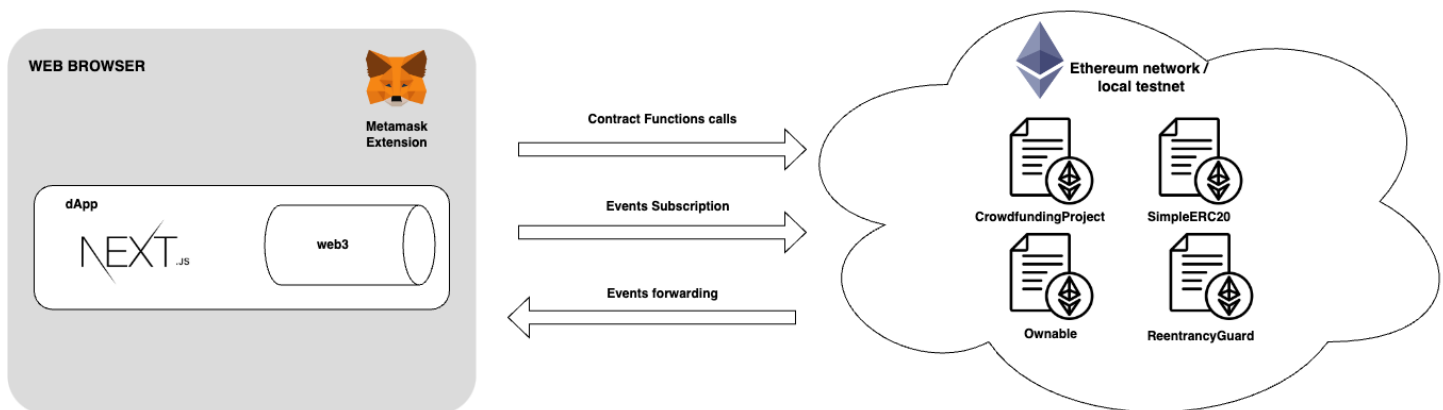 WEB BROWSER
Metamask
Extension
dApp
NEXT.JS
web3
Contract Functions calls
Events Subscription
Events forwarding
Ethereum network /
local testnet
CrowdfundingProject
SimpleERC20
Ownable
ReentrancyGuard